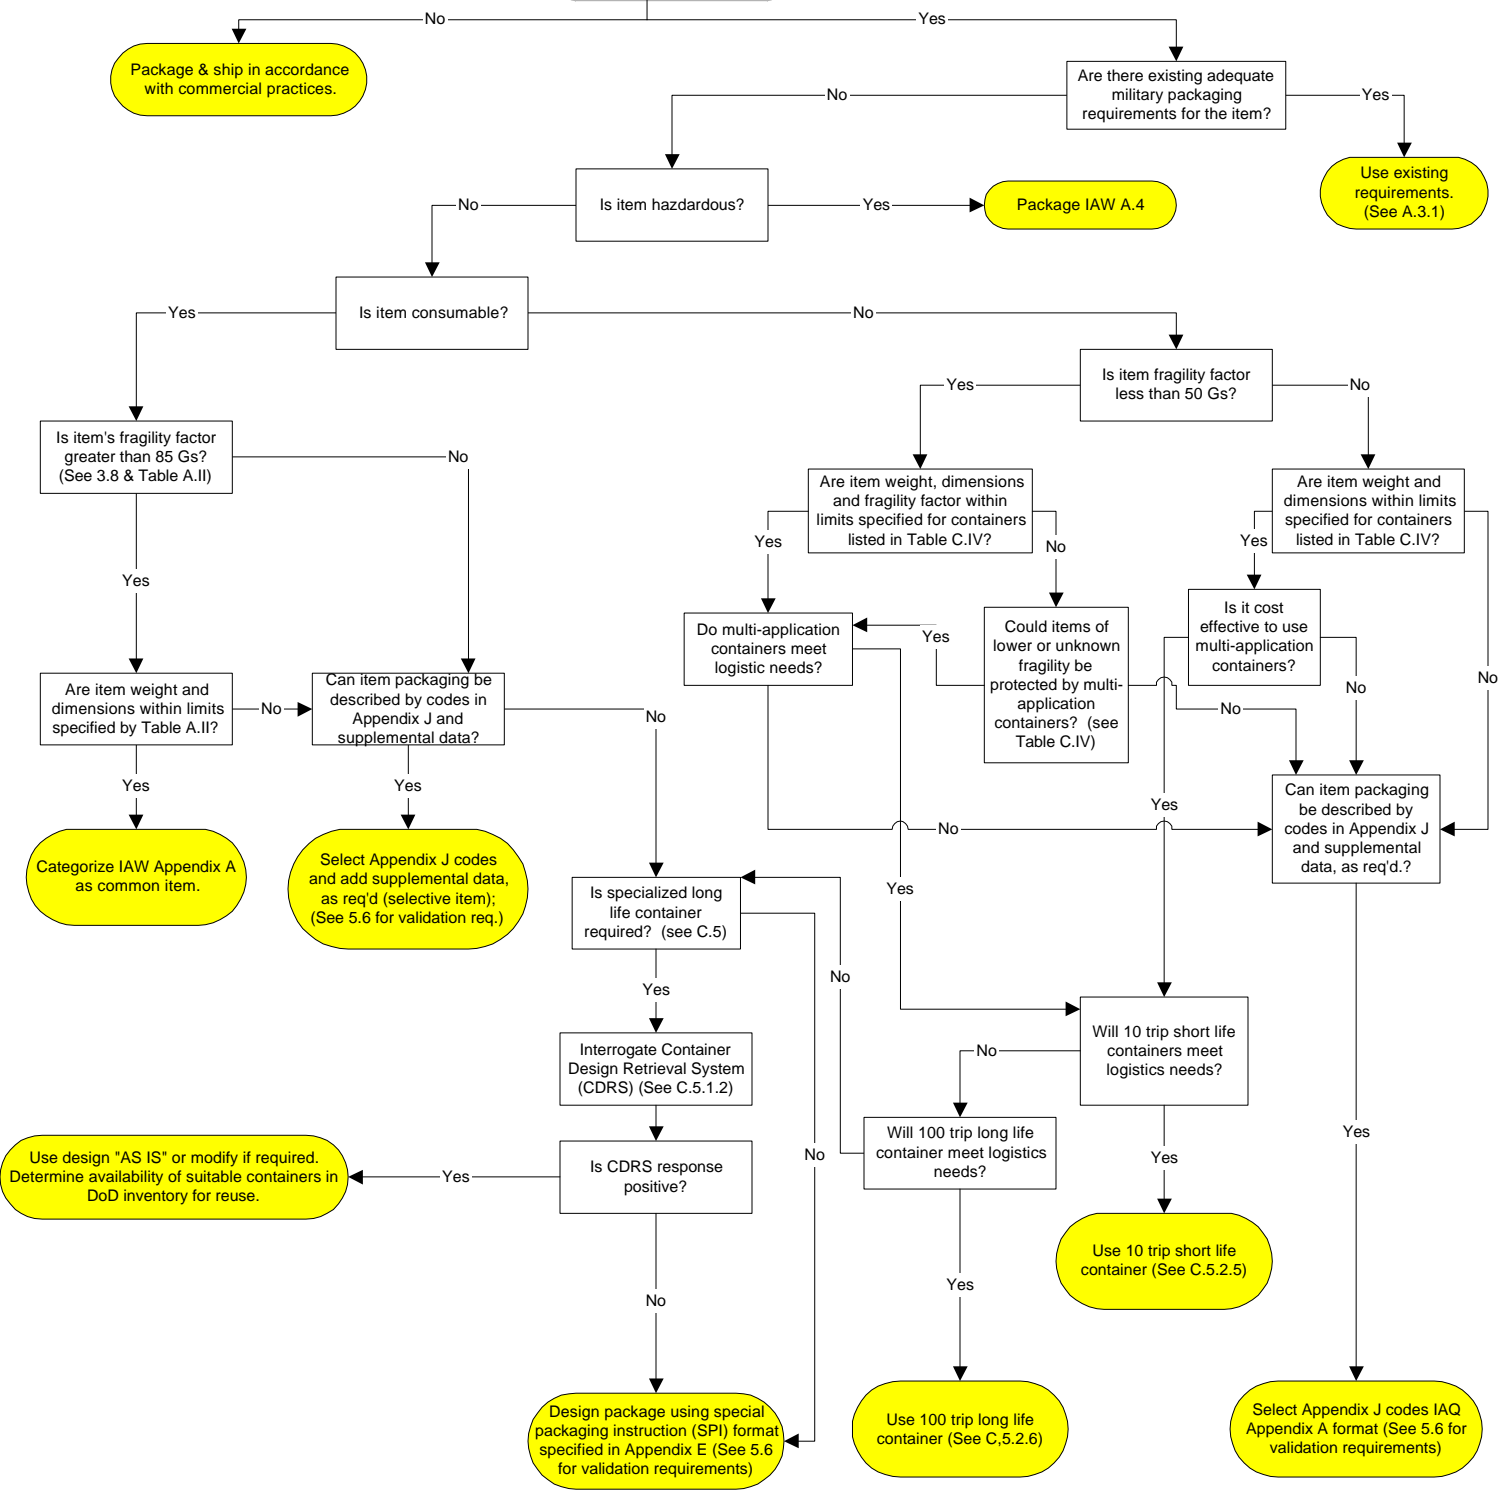 No
Yes
Package & ship in accordance
with commercial practices.
Are there existing adequate
military packaging
requirements for the item?
No
Yes
Use existing
requirements.
(See A.3.1)
Is item hazdardous?
No
Yes
Package IAW A.4
Is item consumable?
Yes
No
Is item fragility factor
less than 50 Gs?
Yes
No
Is item's fragility factor
greater than 85 Gs?
(See 3.8 & Table A.II)
No
Yes
Are item weight, dimensions
and fragility factor within
limits specified for containers
listed in Table C.IV?
Yes
No
Are item weight and
dimensions within limits
specified for containers
listed in Table C.IV?
Yes
No
Is it cost
effective to use
multi-application
containers?
No
Yes
Do multi-application
containers meet
logistic needs?
Yes
Could items of
lower or unknown
fragility be
protected by multi-
application
containers?  (see
Table C.IV)
No
Are item weight and
dimensions within limits
specified by Table A.II?
No
Yes
Can item packaging be
described by codes in
Appendix J and
supplemental data?
No
Yes
Can item packaging
be described by
codes in Appendix J
and supplemental
data, as req'd.?
No
Yes
Categorize IAW Appendix A
as common item.
Select Appendix J codes
and add supplemental data,
as req'd (selective item);
(See 5.6 for validation req.)
Is specialized long
life container
required?  (see C.5)
Yes
No
No
Interrogate Container
Design Retrieval System
(CDRS) (See C.5.1.2)
Will 10 trip short life
containers meet
logistics needs?
No
Yes
Will 100 trip long life
container meet logistics
needs?
Yes
Yes
Is CDRS response
positive?
Yes
No
Use design "AS IS" or modify if required.
Determine availability of suitable containers in
DoD inventory for reuse.
Use 10 trip short life
container (See C.5.2.5)
Design package using special
packaging instruction (SPI) format
specified in Appendix E (See 5.6
for validation requirements)
Use 100 trip long life
container (See C,5.2.6)
Select Appendix J codes IAQ
Appendix A format (See 5.6 for
validation requirements)